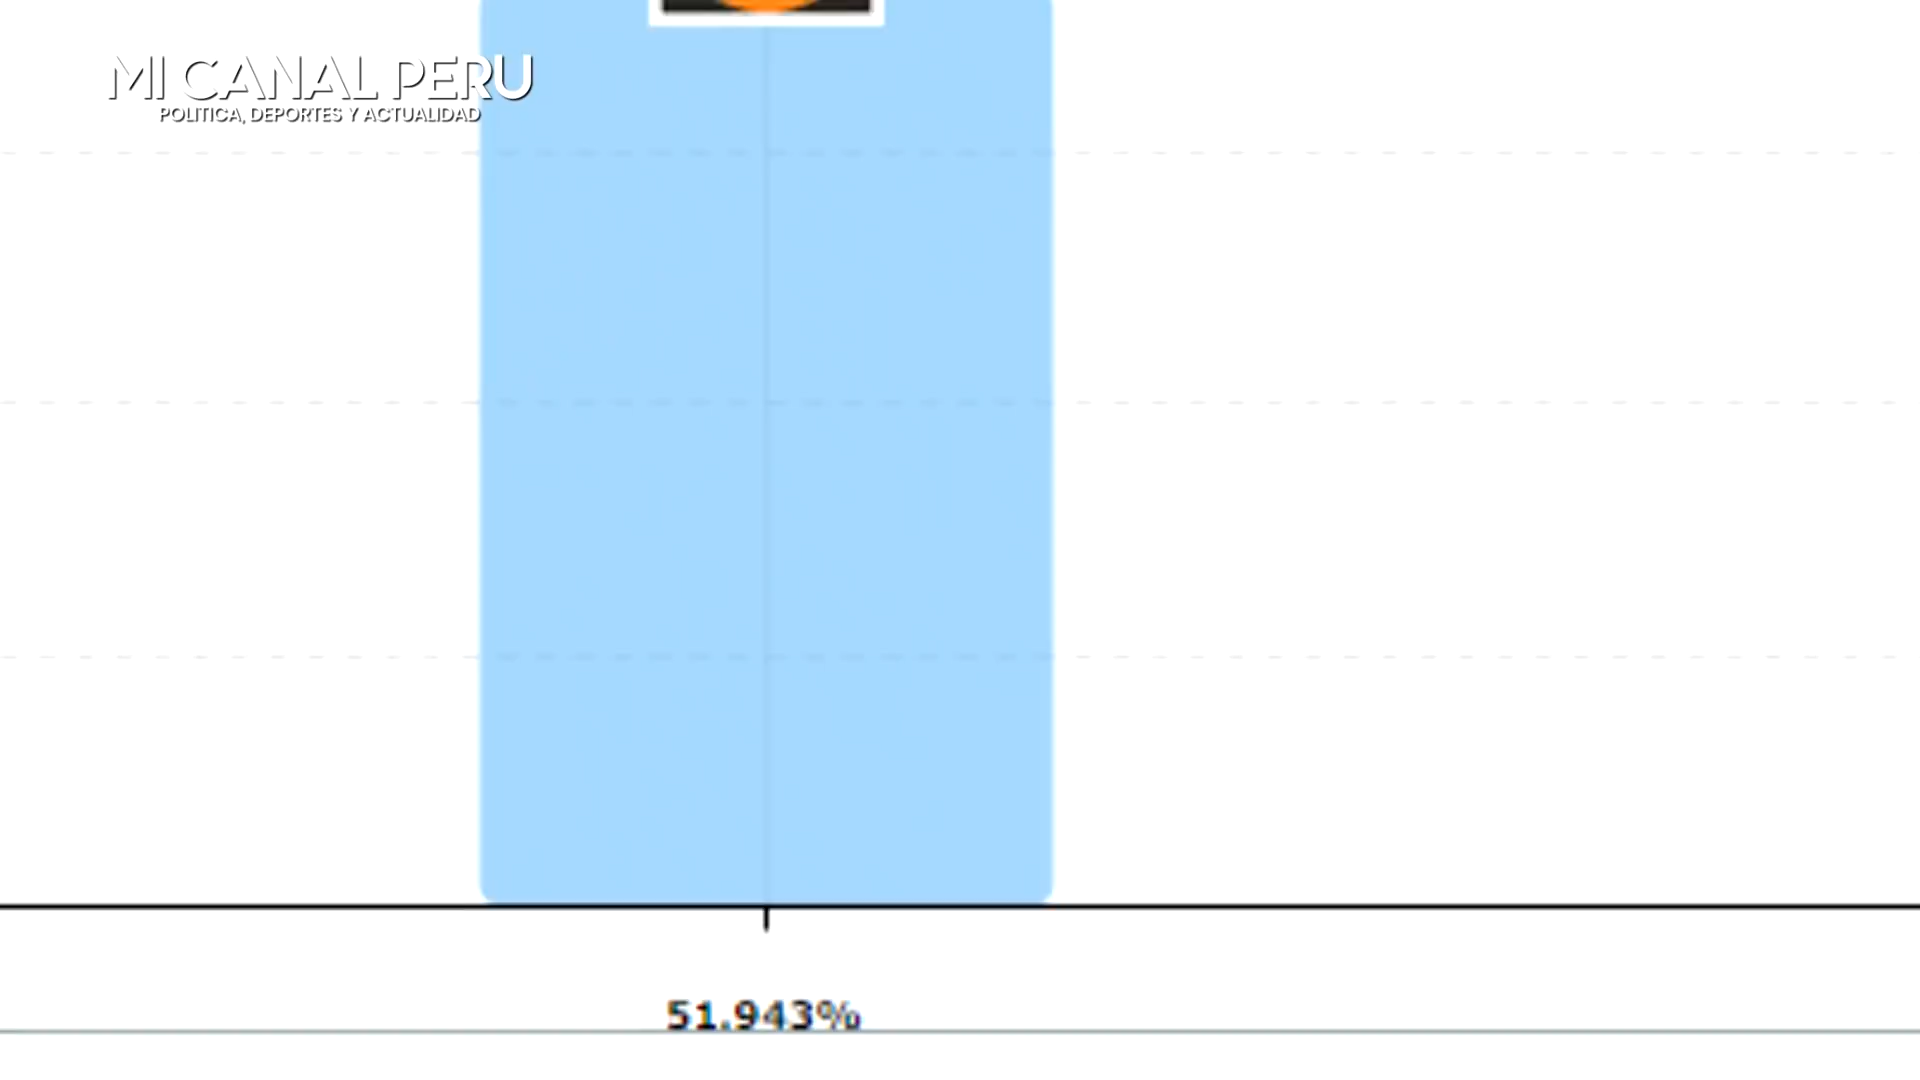 MI CANAL PERU
POLITICA, DEPORTES Y ACTUALIDAD
51.943%